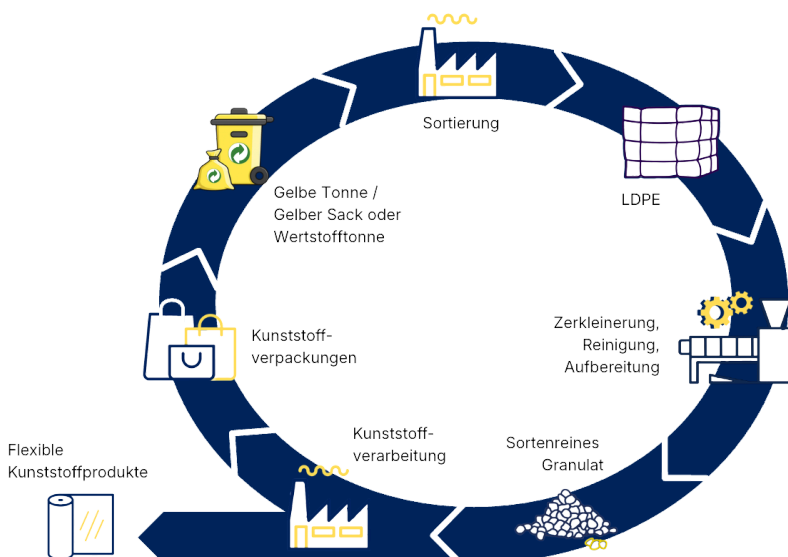 Sortierung
LDPE
Gelbe Tonne /
Gelber Sack oder
Wertstofftonne
Zerkleinerung,
Reinigung,
Aufbereitung
Kunststoff-
verpackungen
Kunststoff-
verarbeitung
Sortenreines
Granulat
Flexible
Kunststoffprodukte